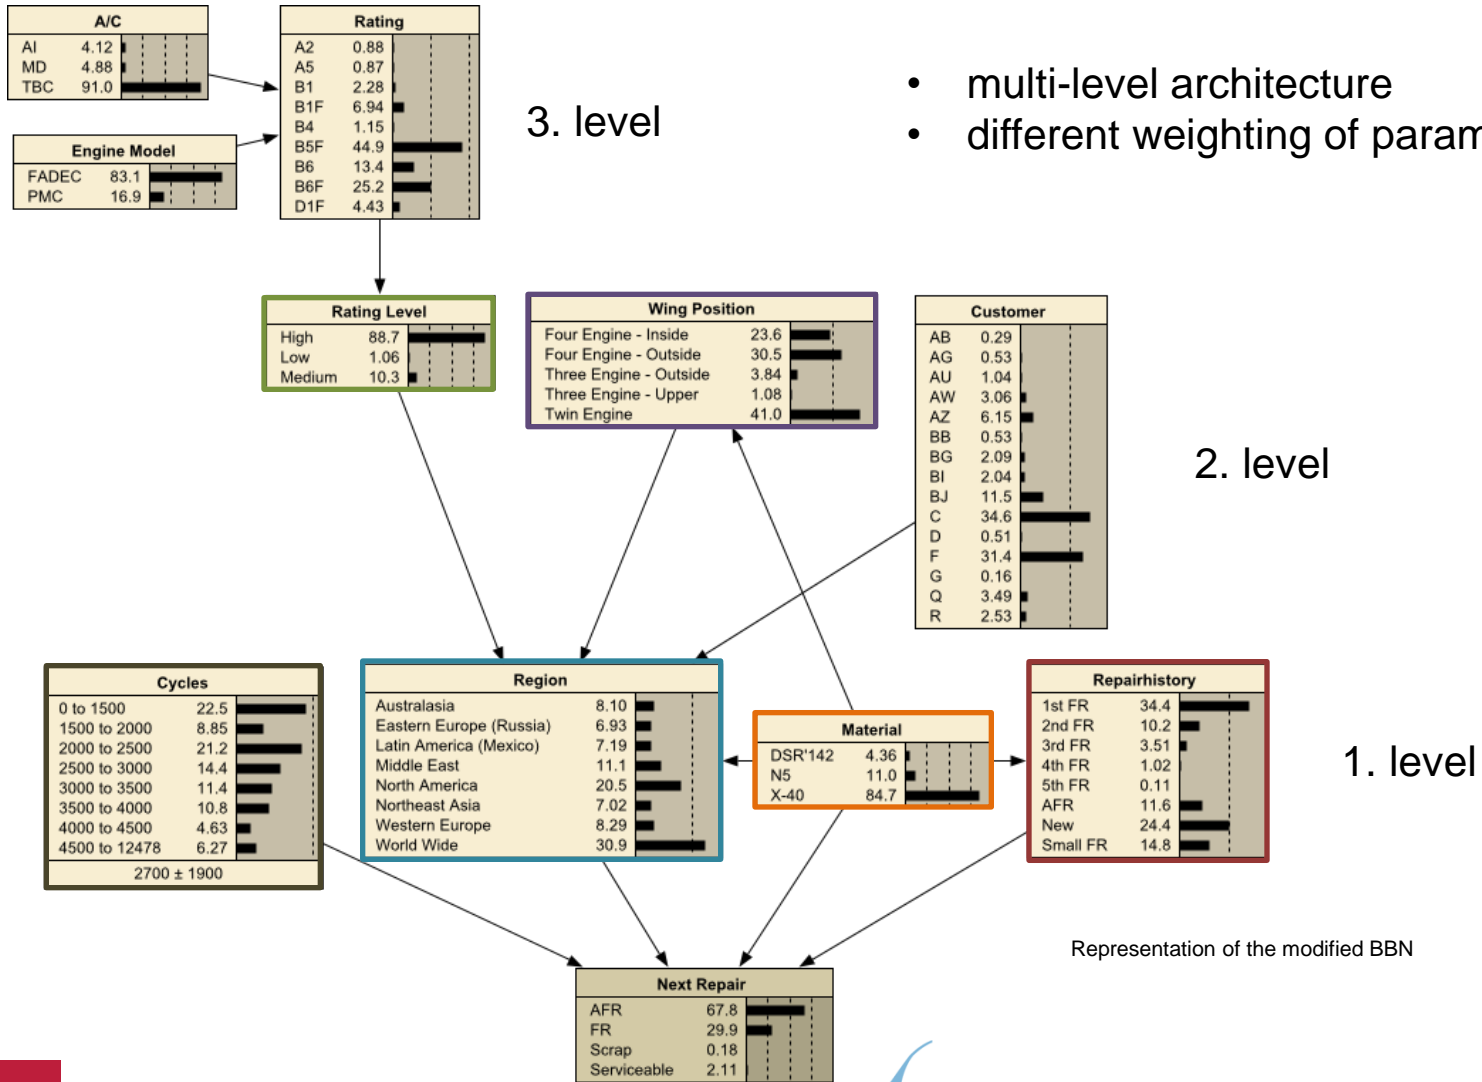 A/C
AI 4.12
MD 4.88
TBC 91.0
Engine Model
FADEC 83.1
PMC 16.9
Rating
A2 0.88
A5 0.87
B1 2.28
B1F 6.94
B4 1.15
B5F 44.9
B6 13.4
B6F 25.2
D1F 4.43
3. level
• multi-level architecture
• different weighting of param
Rating Level
High 88.7
Low 1.06
Medium 10.3
Wing Position
Four Engine - Inside 23.6
Four Engine - Outside 30.5
Three Engine - Outside 3.84
Three Engine - Upper 1.08
Twin Engine 41.0
Customer
AB 0.29
AG 0.53
AU 1.04
AW 3.06
AZ 6.15
BB 0.53
BG 2.09
BI 2.04
BJ 11.5
C 34.6
D 0.51
F 31.4
G 0.16
Q 3.49
R 2.53
2. level
Cycles
0 to 1500 22.5
1500 to 2000 8.85
2000 to 2500 21.2
2500 to 3000 14.4
3000 to 3500 11.4
3500 to 4000 10.8
4000 to 4500 4.63
4500 to 12478 6.27
2700 ± 1900
Region
Australasia 8.10
Eastern Europe (Russia) 6.93
Latin America (Mexico) 7.19
Middle East 11.1
North America 20.5
Northeast Asia 7.02
Western Europe 8.29
World Wide 30.9
Material
DSR'142 4.36
N5 11.0
X-40 84.7
Repairhistory
1st FR 34.4
2nd FR 10.2
3rd FR 3.51
4th FR 1.02
5th FR 0.11
AFR 11.6
New 24.4
Small FR 14.8
1. level
Representation of the modified BBN
Next Repair
AFR 67.8
FR 29.9
Scrap 0.18
Serviceable 2.11